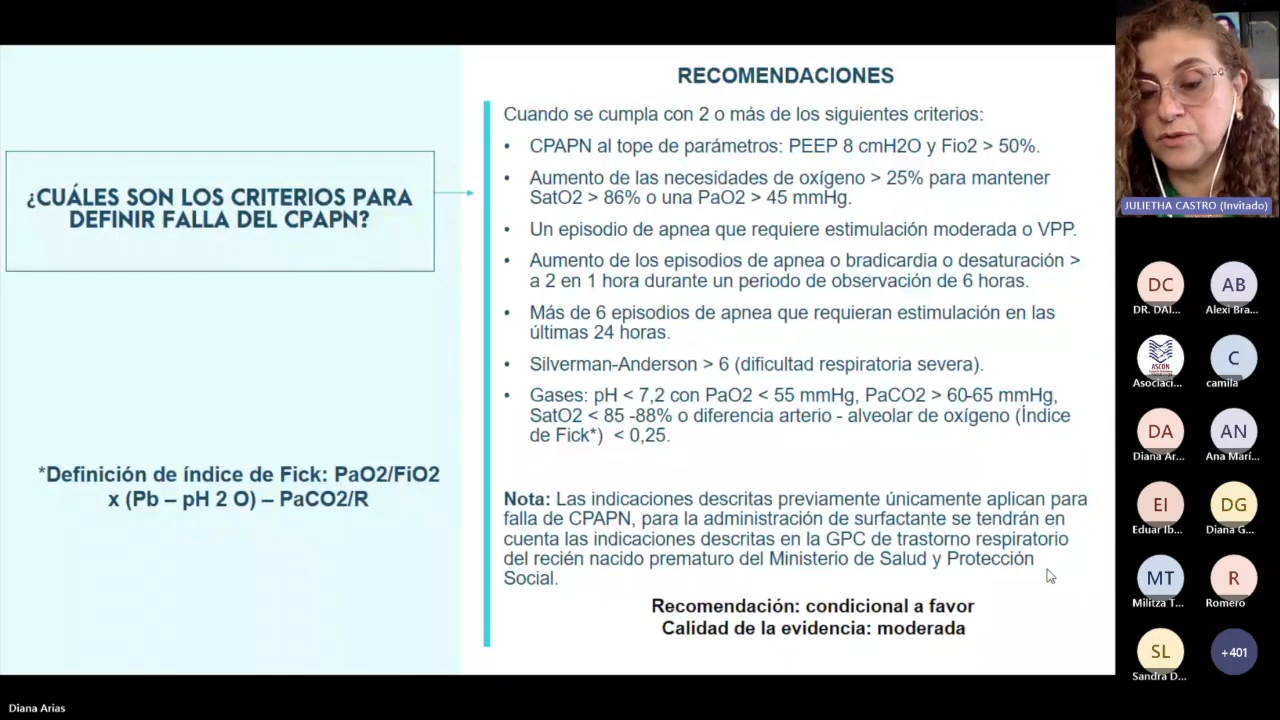 RECOMENDACIONES
Cuando se cumpla con 2 o más de los siguientes criterios:
• CPAPN al tope de parámetros: PEEP 8 cmH2O y Fio2 > 50%.
• Aumento de las necesidades de oxígeno > 25% para mantener
SatO2 > 86% o una PaO2 > 45 mmHg.
• Un episodio de apnea que requiere estimulación moderada o VPP.
• Aumento de los episodios de apnea o bradicardia o desaturación >
a 2 en 1 hora durante un periodo de observación de 6 horas.
• Más de 6 episodios de apnea que requieran estimulación en las
últimas 24 horas.
• Silverman-Anderson > 6 (dificultad respiratoria severa).
• Gases: pH < 7,2 con PaO2 < 55 mmHg, PaCO2 > 60-65 mmHg,
SatO2 < 85 -88% o diferencia arterio - alveolar de oxígeno (Índice
de Fick*) < 0,25.
Nota: Las indicaciones descritas previamente únicamente aplican para
falla de CPAPN, para la administración de surfactante se tendrán en
cuenta las indicaciones descritas en la GPC de trastorno respiratorio
del recién nacido prematuro del Ministerio de Salud y Protección
Social.
Recomendación: condicional a favor
Calidad de la evidencia: moderada
¿CUÁLES SON LOS CRITERIOS PARA
DEFINIR FALLA DEL CPAPN?
*Definición de índice de Fick: PaO2/FiO2
x (Pb – pH 2 O) – PaCO2/R
JULIETHA CASTRO (Invitado)
DC
DR. DAI...
AB
Alexi Bra...
ASCON
Asociaci...
C
camila
DA
Diana Ar...
AN
Ana Marí...
EI
Eduar Ib...
DG
Diana G...
MT
Militza T...
R
Romero
SL
Sandra D...
+401
Diana Arias